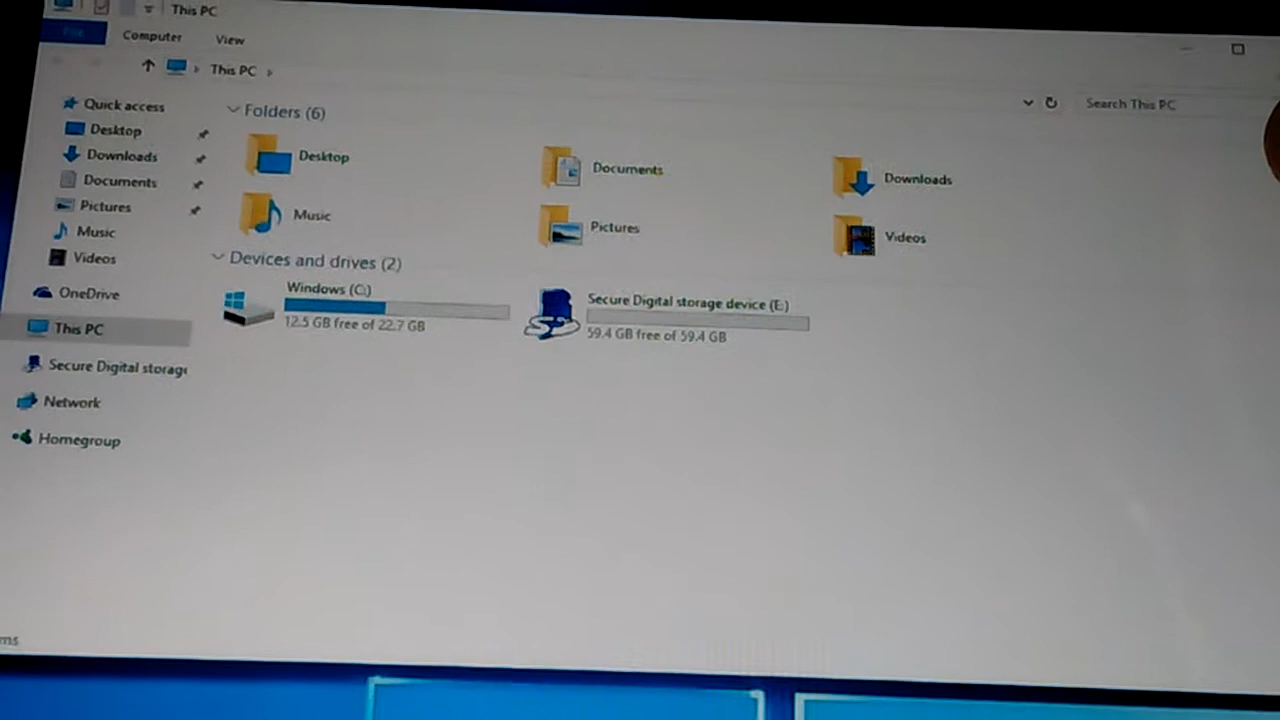 This PC
File
Computer
View
This PC
Search This PC
Quick access
Desktop
Downloads
Documents
Pictures
Music
Videos
OneDrive
This PC
Secure Digital storage
Network
Homegroup
Folders (6)
Desktop
Documents
Downloads
Music
Pictures
Videos
Devices and drives (2)
Windows (C:)
12.5 GB free of 22.7 GB
Secure Digital storage device (E:)
59.4 GB free of 59.4 GB
ms